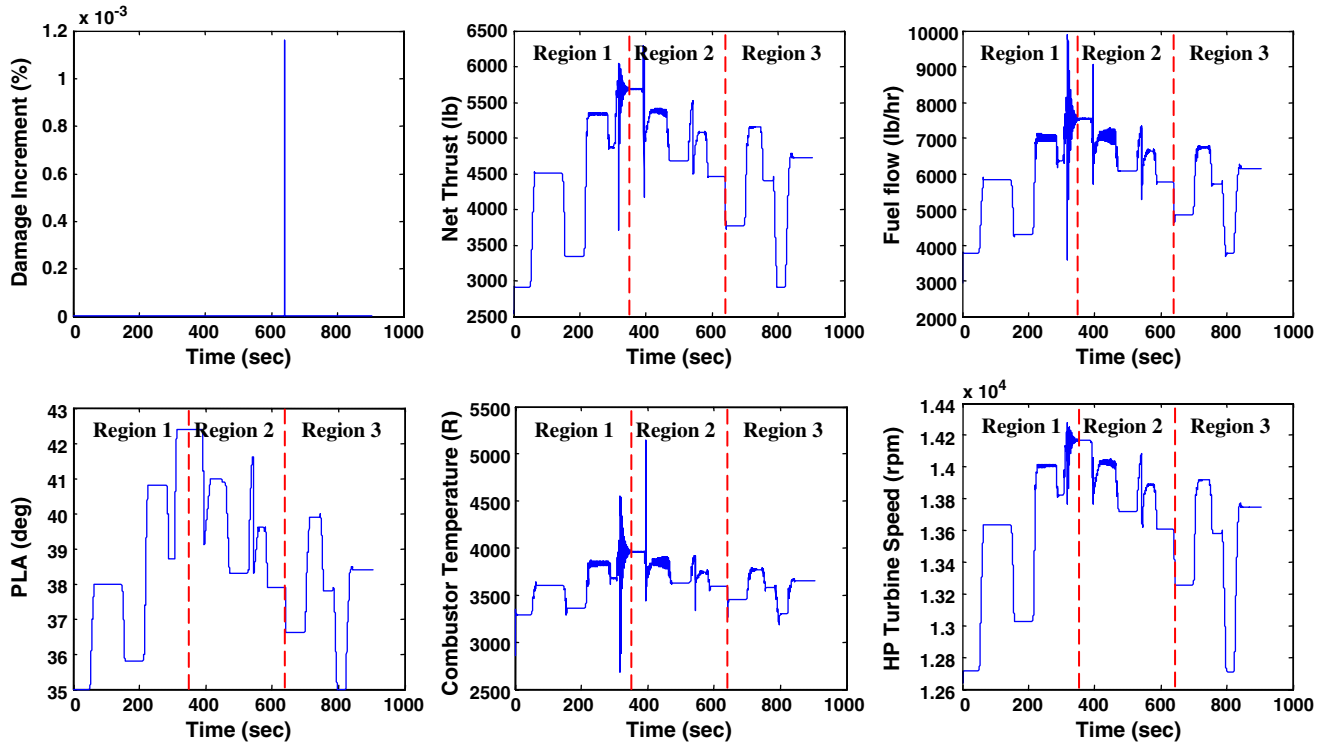 x 10-3
1.2
1
0.8
0.6
0.4
0.2
0
Damage Increment (%)
0 200 400 600 800 1000
Time (sec)
6500
6000
5500
5000
4500
4000
3500
3000
2500
Net Thrust (lb)
Region 1 Region 2 Region 3
0 200 400 600 800 1000
Time (sec)
10000
9000
8000
7000
6000
5000
4000
3000
2000
Fuel flow (lb/hr)
Region 1 Region 2 Region 3
0 200 400 600 800 1000
Time (sec)
43
42
41
40
39
38
37
36
35
PLA (deg)
Region 1 Region 2 Region 3
0 200 400 600 800 1000
Time (sec)
5500
5000
4500
4000
3500
3000
2500
Combustor Temperature (R)
Region 1 Region 2 Region 3
0 200 400 600 800 1000
Time (sec)
x 104
1.44
1.42
1.4
1.38
1.36
1.34
1.32
1.3
1.28
1.26
HP Turbine Speed (rpm)
Region 1 Region 2 Region 3
0 200 400 600 800 1000
Time (sec)